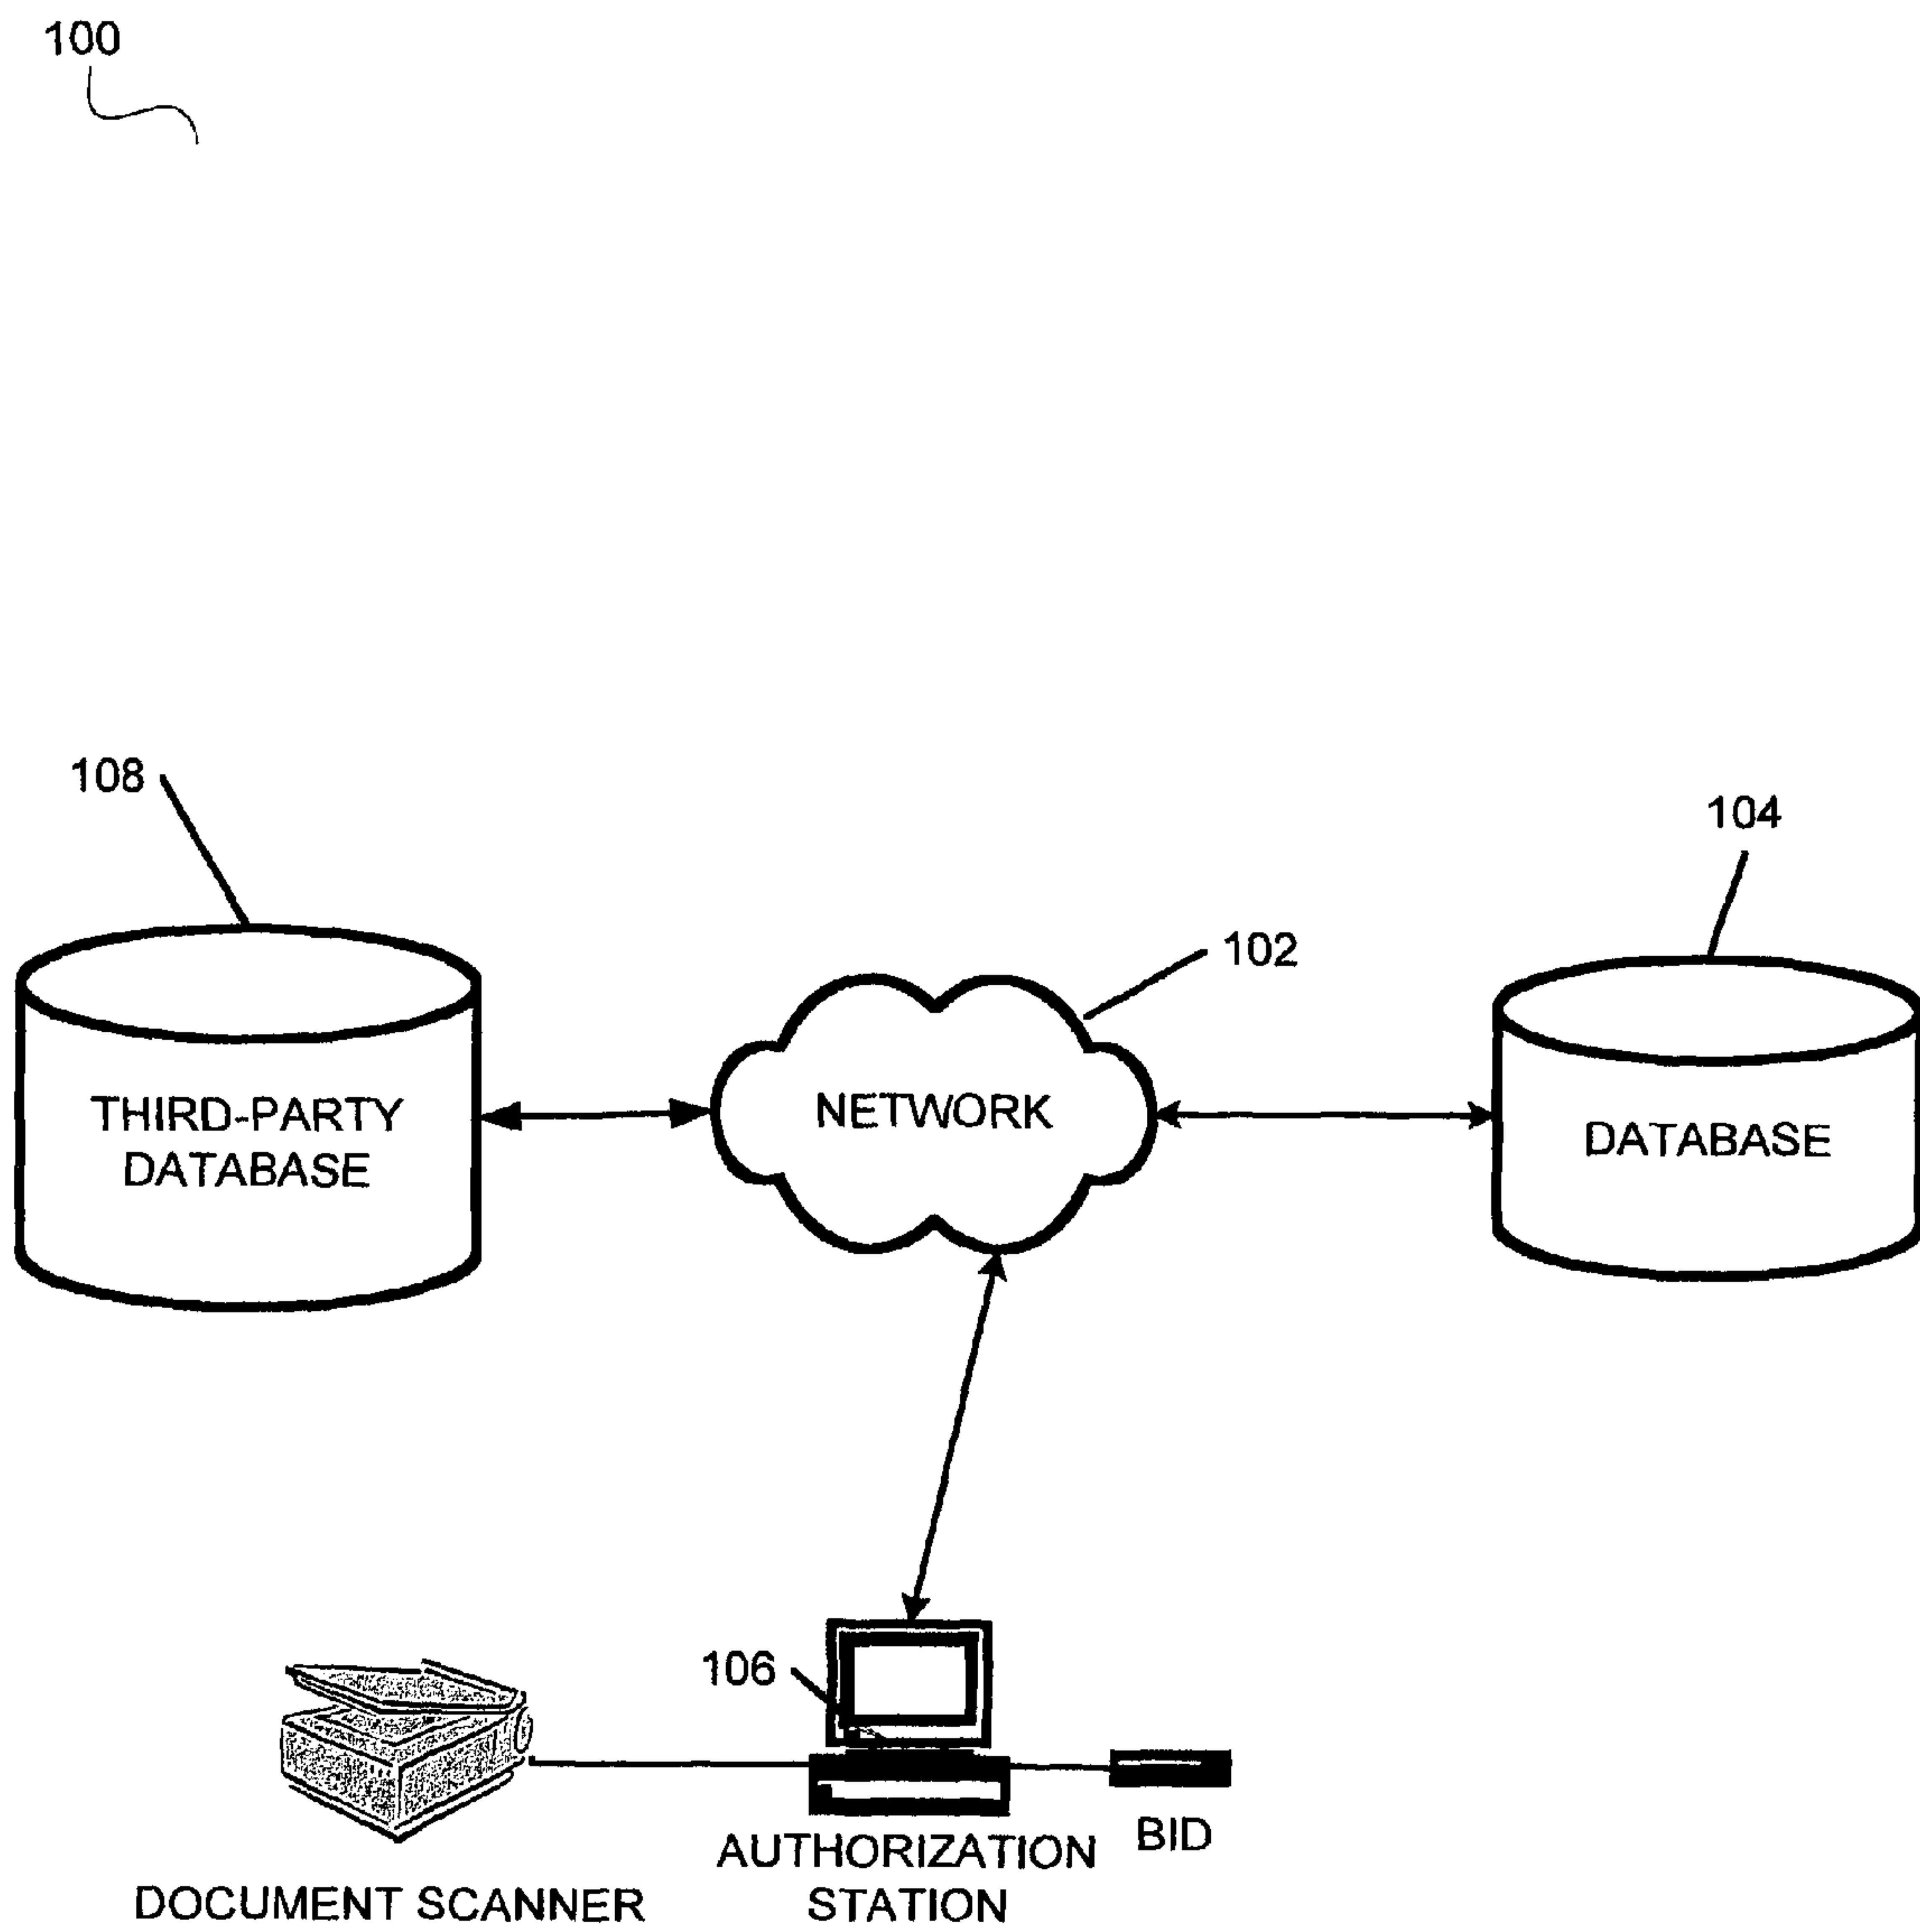 100
108
104
102
THIRD-PARTY
DATABASE
NETWORK
DATABASE
106
AUTHORIZATION
STATION
BID
DOCUMENT SCANNER